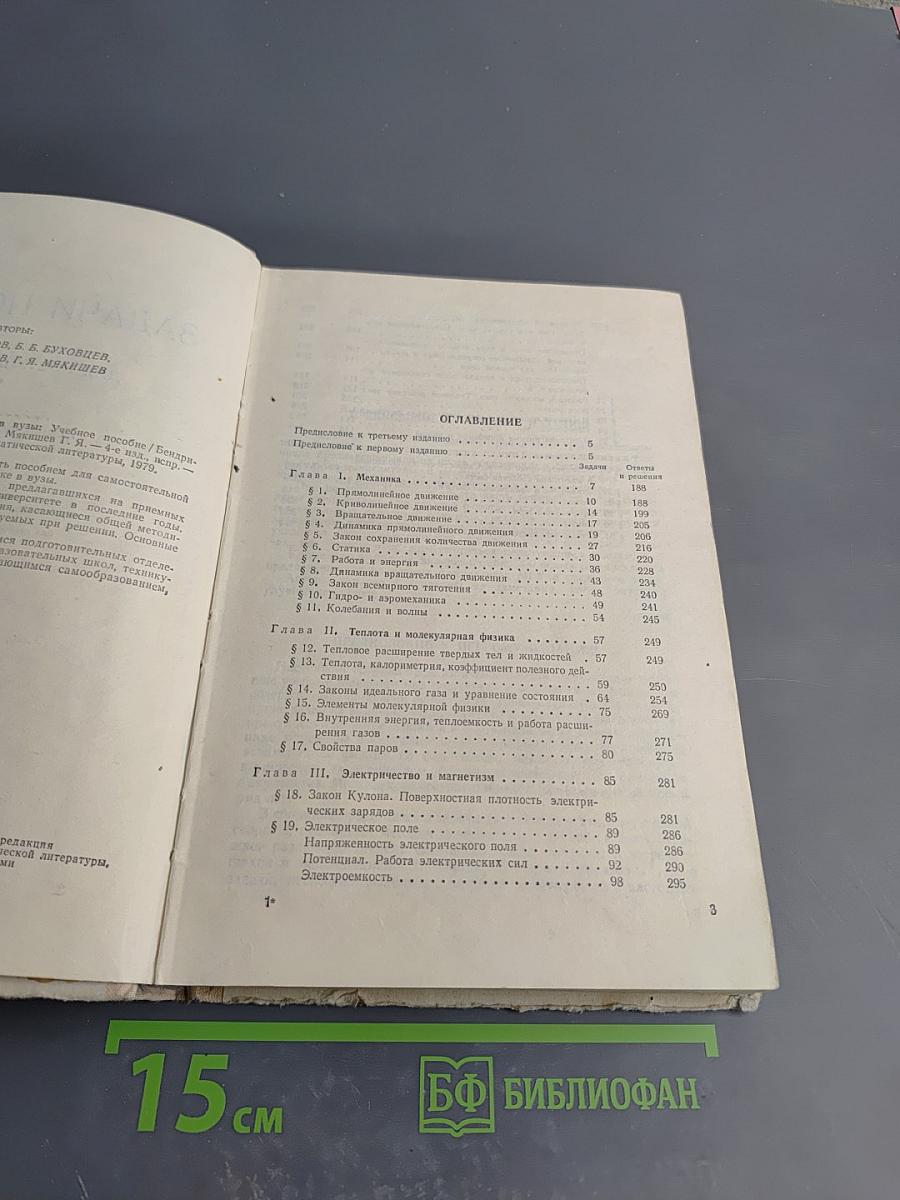 ЗАДАЧИ ПО
ВТОРЫ:
ОВ, Б. Б. БУХОВЦЕВ,
В, Г. Я. МЯКИШЕВ
в вузы: Учебное пособие / Бендри-
Мякишев Г. Я. — 4-е изд., испр. —
атической литературы, 1979.
ть пособием для самостоятельной
ке в вузы.
предлагавшихся на приемных
ниверситете в последние годы.
ия, касающиеся общей методи-
уемых при решении. Основные
мся подготовительных отделе-
азовательных школ, технику-
ающимся самообразованием,
редакция
ческой литературы,
ми
ОГЛАВЛЕНИЕ
Предисловие к третьему изданию . . . . . . . . . . . . . 5
Предисловие к первому изданию . . . . . . . . . . . . . 5
Задачи Ответы и решения
Глава I. Механика . . . . . . . . . . . . . . . . . 7 188
§ 1. Прямолинейное движение . . . . . . . . . . . . 10 188
§ 2. Криволинейное движение . . . . . . . . . . . . 14 199
§ 3. Вращательное движение . . . . . . . . . . . . 17 205
§ 4. Динамика прямолинейного движения . . . . . . . 19 206
§ 5. Закон сохранения количества движения . . . . . . 27 216
§ 6. Статика . . . . . . . . . . . . . . . . . . . 30 220
§ 7. Работа и энергия . . . . . . . . . . . . . . . 36 228
§ 8. Динамика вращательного движения . . . . . . . . 43 234
§ 9. Закон всемирного тяготения . . . . . . . . . . . 48 240
§ 10. Гидро- и аэромеханика . . . . . . . . . . . . . 49 241
§ 11. Колебания и волны . . . . . . . . . . . . . . 54 245
Глава II. Теплота и молекулярная физика . . . . . . . 57 249
§ 12. Тепловое расширение твердых тел и жидкостей . 57 249
§ 13. Теплота, калориметрия, коэффициент полезного дей-
ствия . . . . . . . . . . . . . . . . . . . . 59 250
§ 14. Законы идеального газа и уравнение состояния . 64 254
§ 15. Элементы молекулярной физики . . . . . . . . . 75 269
§ 16. Внутренняя энергия, теплоемкость и работа расши-
рения газов . . . . . . . . . . . . . . . . . . 77 271
§ 17. Свойства паров . . . . . . . . . . . . . . . . 80 275
Глава III. Электричество и магнетизм . . . . . . . . . . 85 281
§ 18. Закон Кулона. Поверхностная плотность электри-
ческих зарядов . . . . . . . . . . . . . . . . . 85 281
§ 19. Электрическое поле . . . . . . . . . . . . . . . 89 286
Напряженность электрического поля . . . . . . . . 89 286
Потенциал. Работа электрических сил . . . . . . . 92 290
Электроемкость . . . . . . . . . . . . . . . . . . 98 295
1*
3
15 см
БФ БИБЛИОФАН